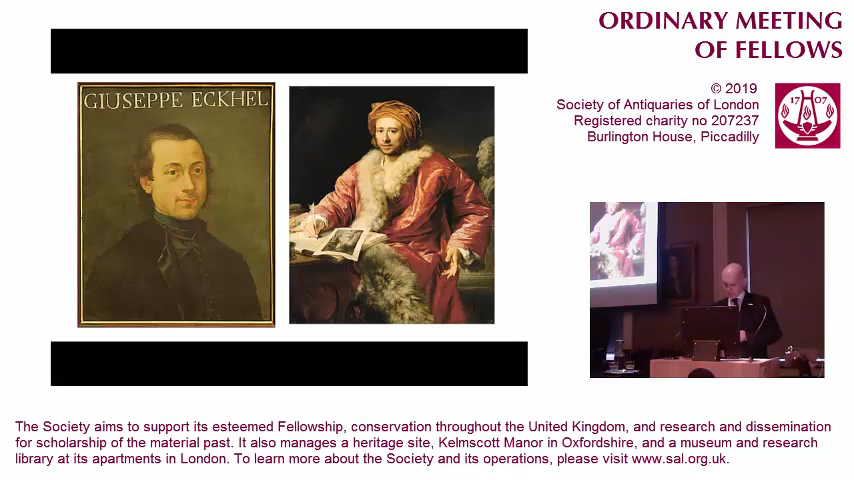 ORDINARY MEETING
OF FELLOWS
© 2019
Society of Antiquaries of London
Registered charity no 207237
Burlington House, Piccadilly
17 07
GIUSEPPE ECKHEL
The Society aims to support its esteemed Fellowship, conservation throughout the United Kingdom, and research and dissemination
for scholarship of the material past. It also manages a heritage site, Kelmscott Manor in Oxfordshire, and a museum and research
library at its apartments in London. To learn more about the Society and its operations, please visit www.sal.org.uk.